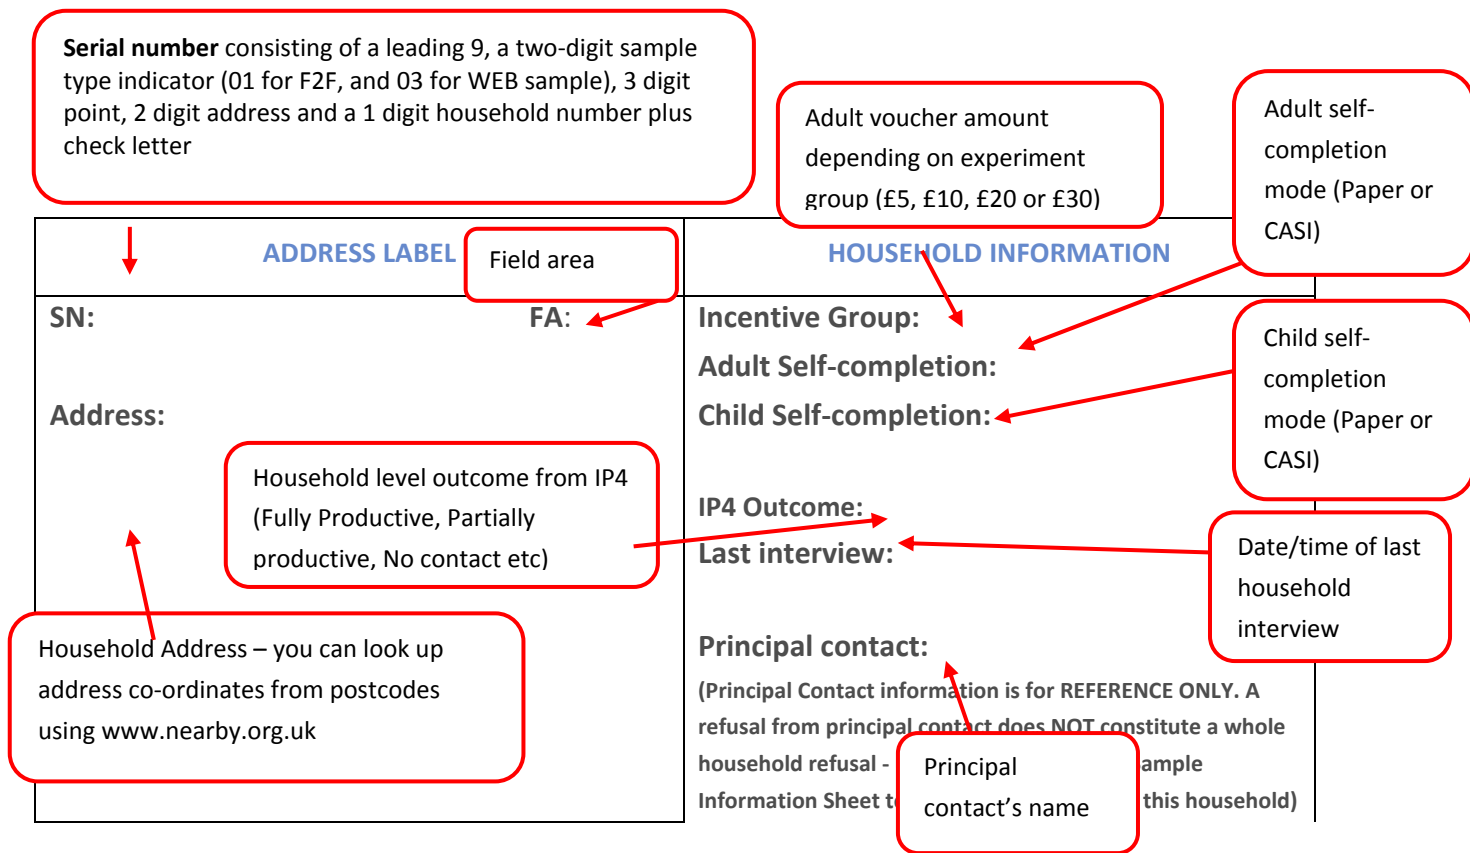 Serial number consisting of a leading 9, a two-digit sample
type indicator (01 for F2F, and 03 for WEB sample), 3 digit
point, 2 digit address and a 1 digit household number plus
check letter
Adult voucher amount
depending on experiment
group (£5, £10, £20 or £30)
Adult self-
completion
mode (Paper or
CASI)
ADDRESS LABEL
Field area
HOUSEHOLD INFORMATION
SN:
FA:
Incentive Group:
Adult Self-completion:
Child Self-completion:
Child self-
completion
mode (Paper or
CASI)
Address:
Household level outcome from IP4
(Fully Productive, Partially
productive, No contact etc)
IP4 Outcome:
Last interview:
Date/time of last
household
interview
Household Address – you can look up
address co-ordinates from postcodes
using www.nearby.org.uk
Principal contact:
(Principal Contact information is for REFERENCE ONLY. A
refusal from principal contact does NOT constitute a whole
household refusal - ample
Information Sheet t this household)
Principal
contact's name